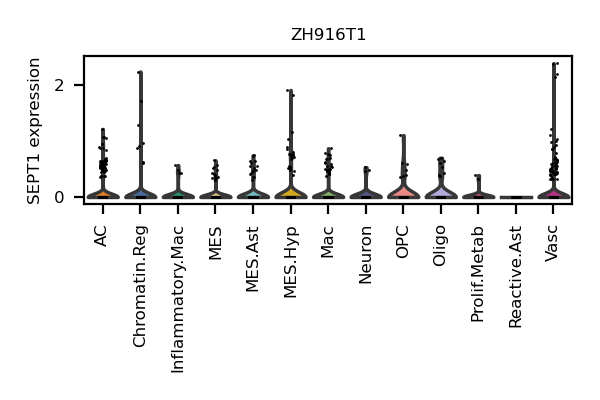 ZH916T1
SEPT1 expression
2
0
AC
Chromatin.Reg
Inflammatory.Mac
MES
MES.Ast
MES.Hyp
Mac
Neuron
OPC
Oligo
Prolif.Metab
Reactive.Ast
Vasc